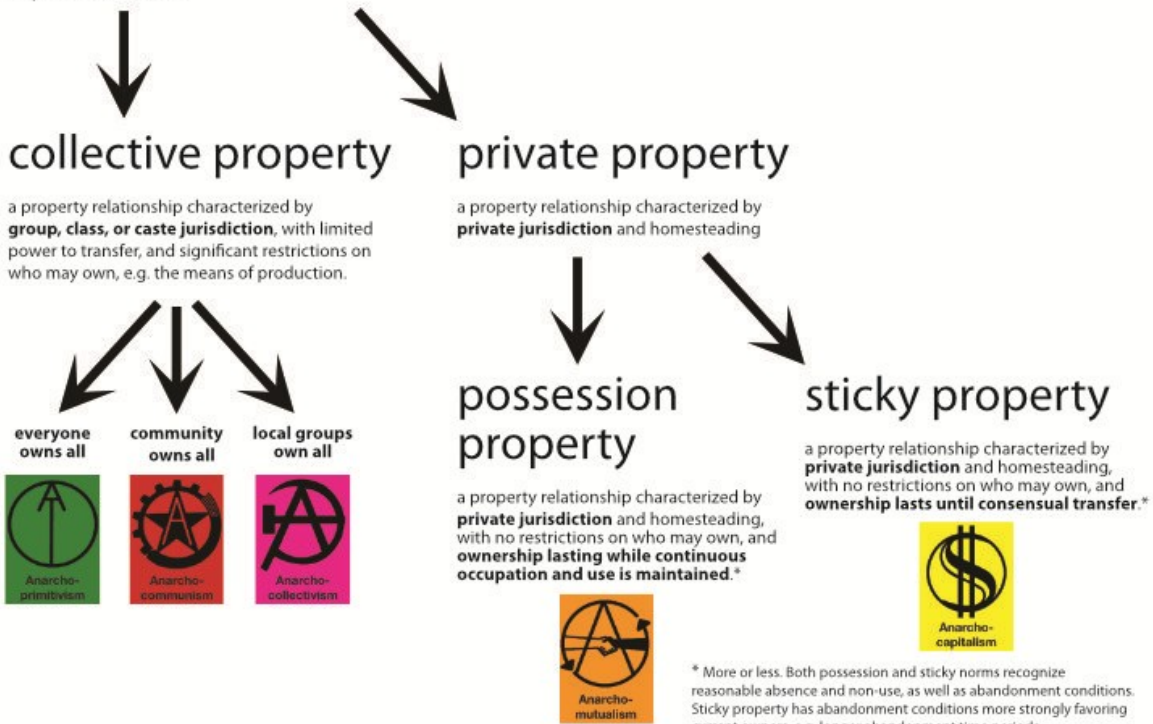 collective property
a property relationship characterized by
group, class, or caste jurisdiction, with limited
power to transfer, and significant restrictions on
who may own, e.g. the means of production.
everyone
owns all
Anarcho-
primitivism
community
owns all
Anarcho-
communism
local groups
own all
Anarcho-
collectivism
private property
a property relationship characterized by
private jurisdiction and homesteading
possession
property
a property relationship characterized by
private jurisdiction and homesteading,
with no restrictions on who may own, and
ownership lasting while continuous
occupation and use is maintained.*
Anarcho-
mutualism
sticky property
a property relationship characterized by
private jurisdiction and homesteading,
with no restrictions on who may own, and
ownership lasts until consensual transfer.*
Anarcho-
capitalism
* More or less. Both possession and sticky norms recognize
reasonable absence and non-use, as well as abandonment conditions.
Sticky property has abandonment conditions more strongly favoring